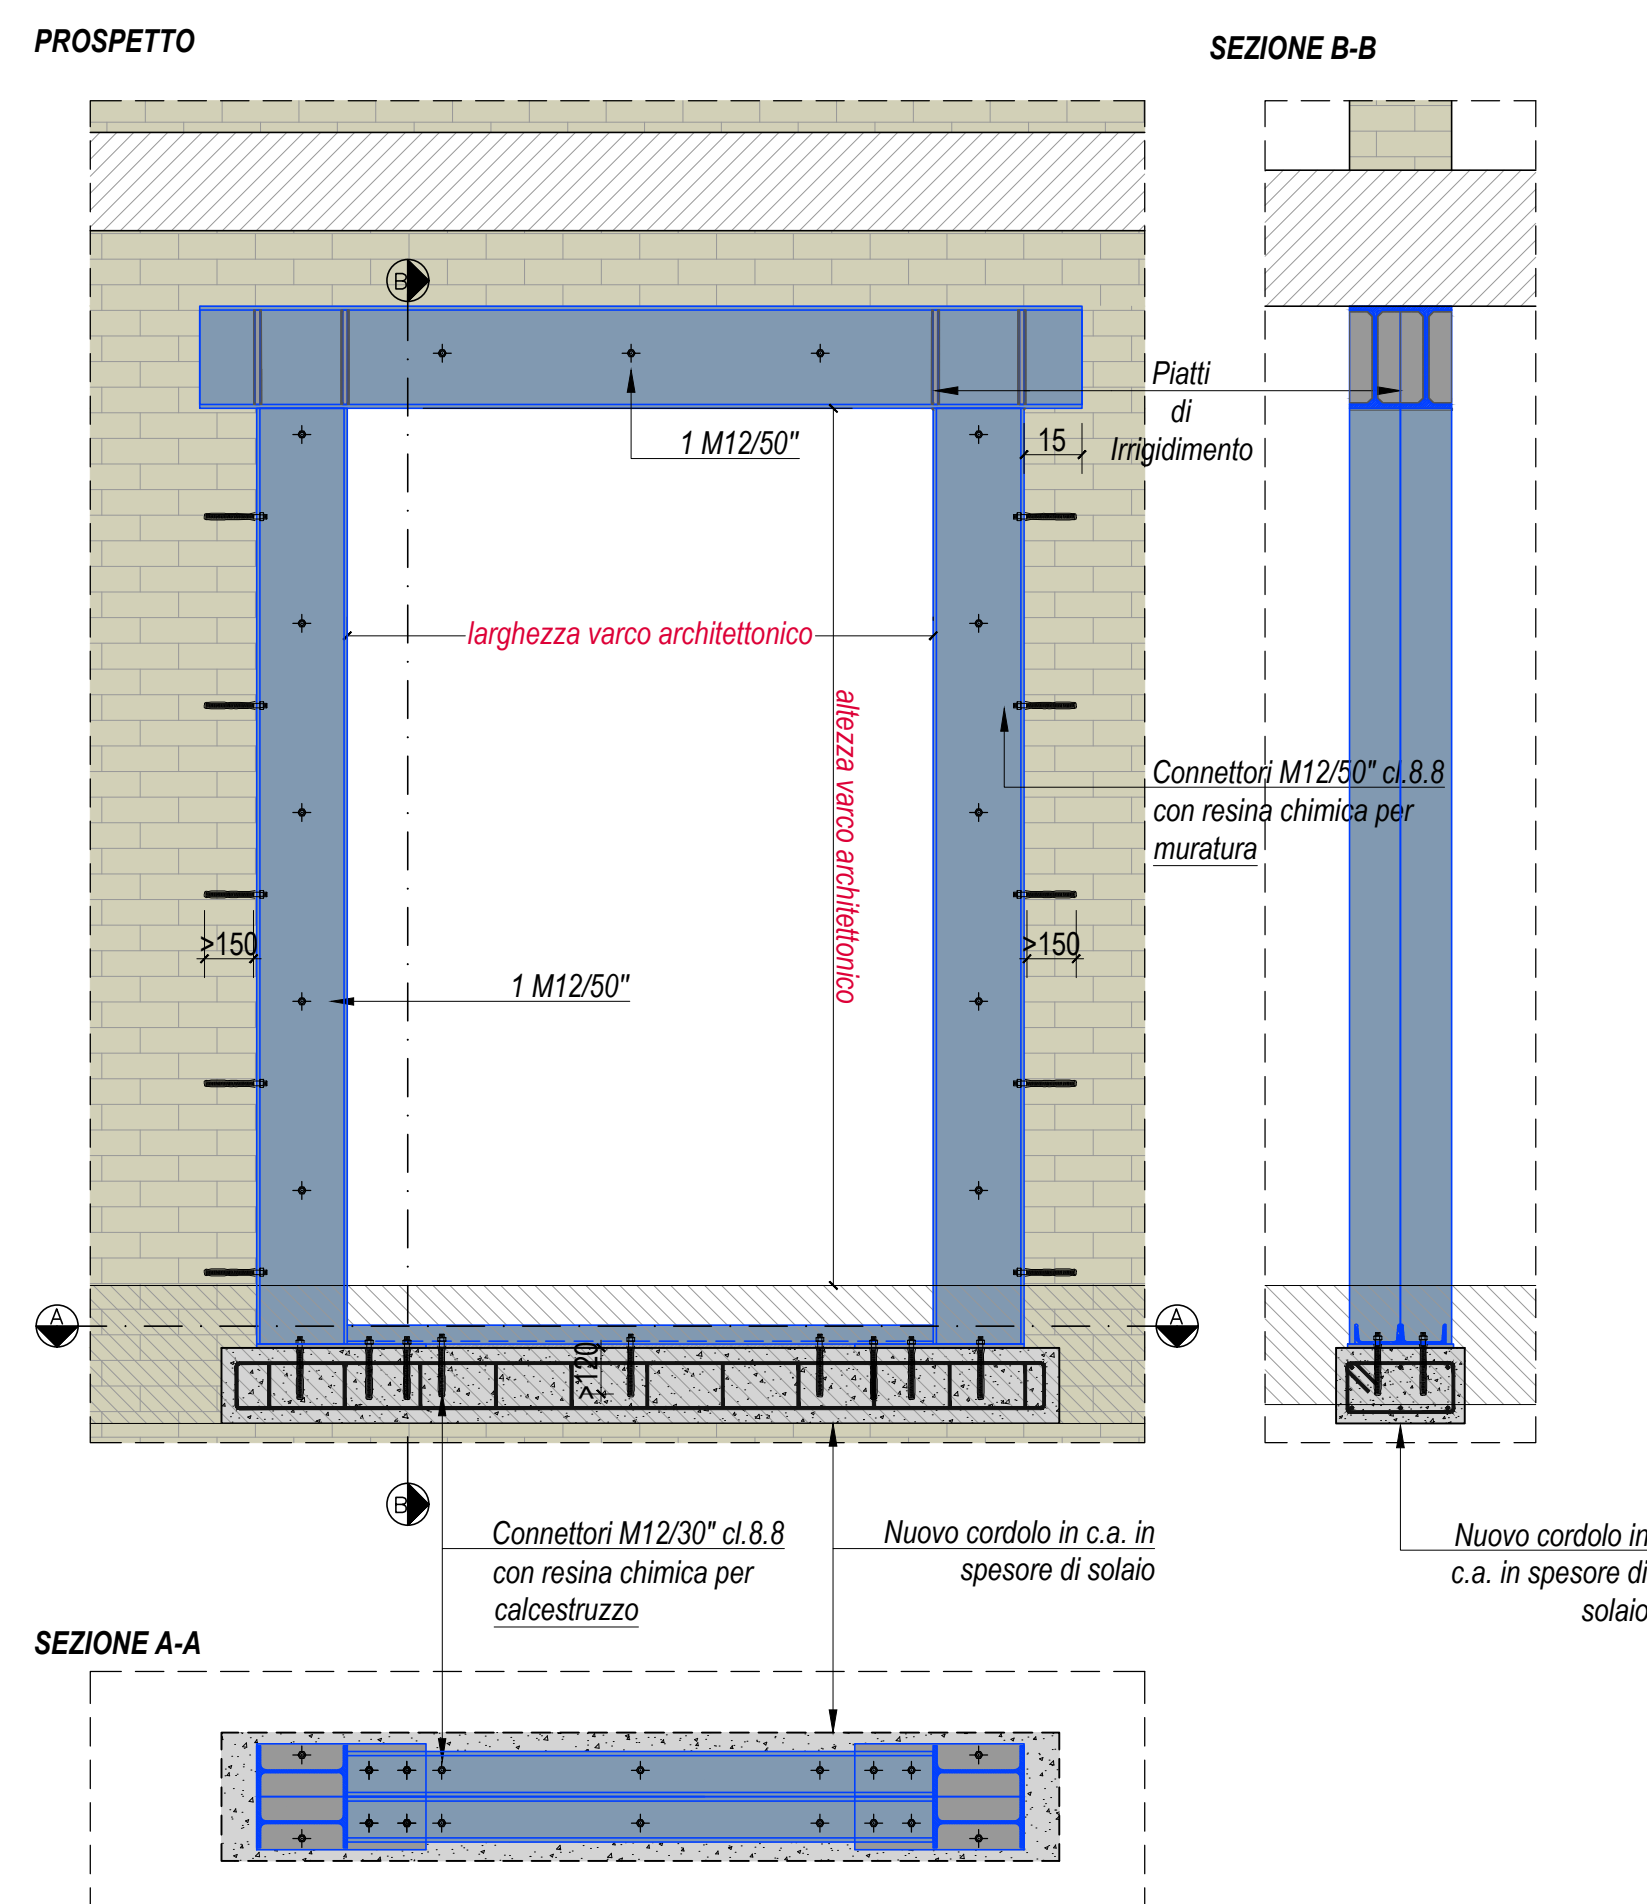 PROSPETTO
SEZIONE B-B
B
Piatti
di
Irrigidimento
1 M12/50"
15
larghezza varco architettonico
altezza varco architettonico
Connettori M12/50" cl.8.8
con resina chimica per
muratura
>150
>150
1 M12/50"
A
A
>120
B
Connettori M12/30" cl.8.8
con resina chimica per
calcestruzzo
Nuovo cordolo in c.a. in
spesore di solaio
Nuovo cordolo in
c.a. in spesore di
solaio
SEZIONE A-A